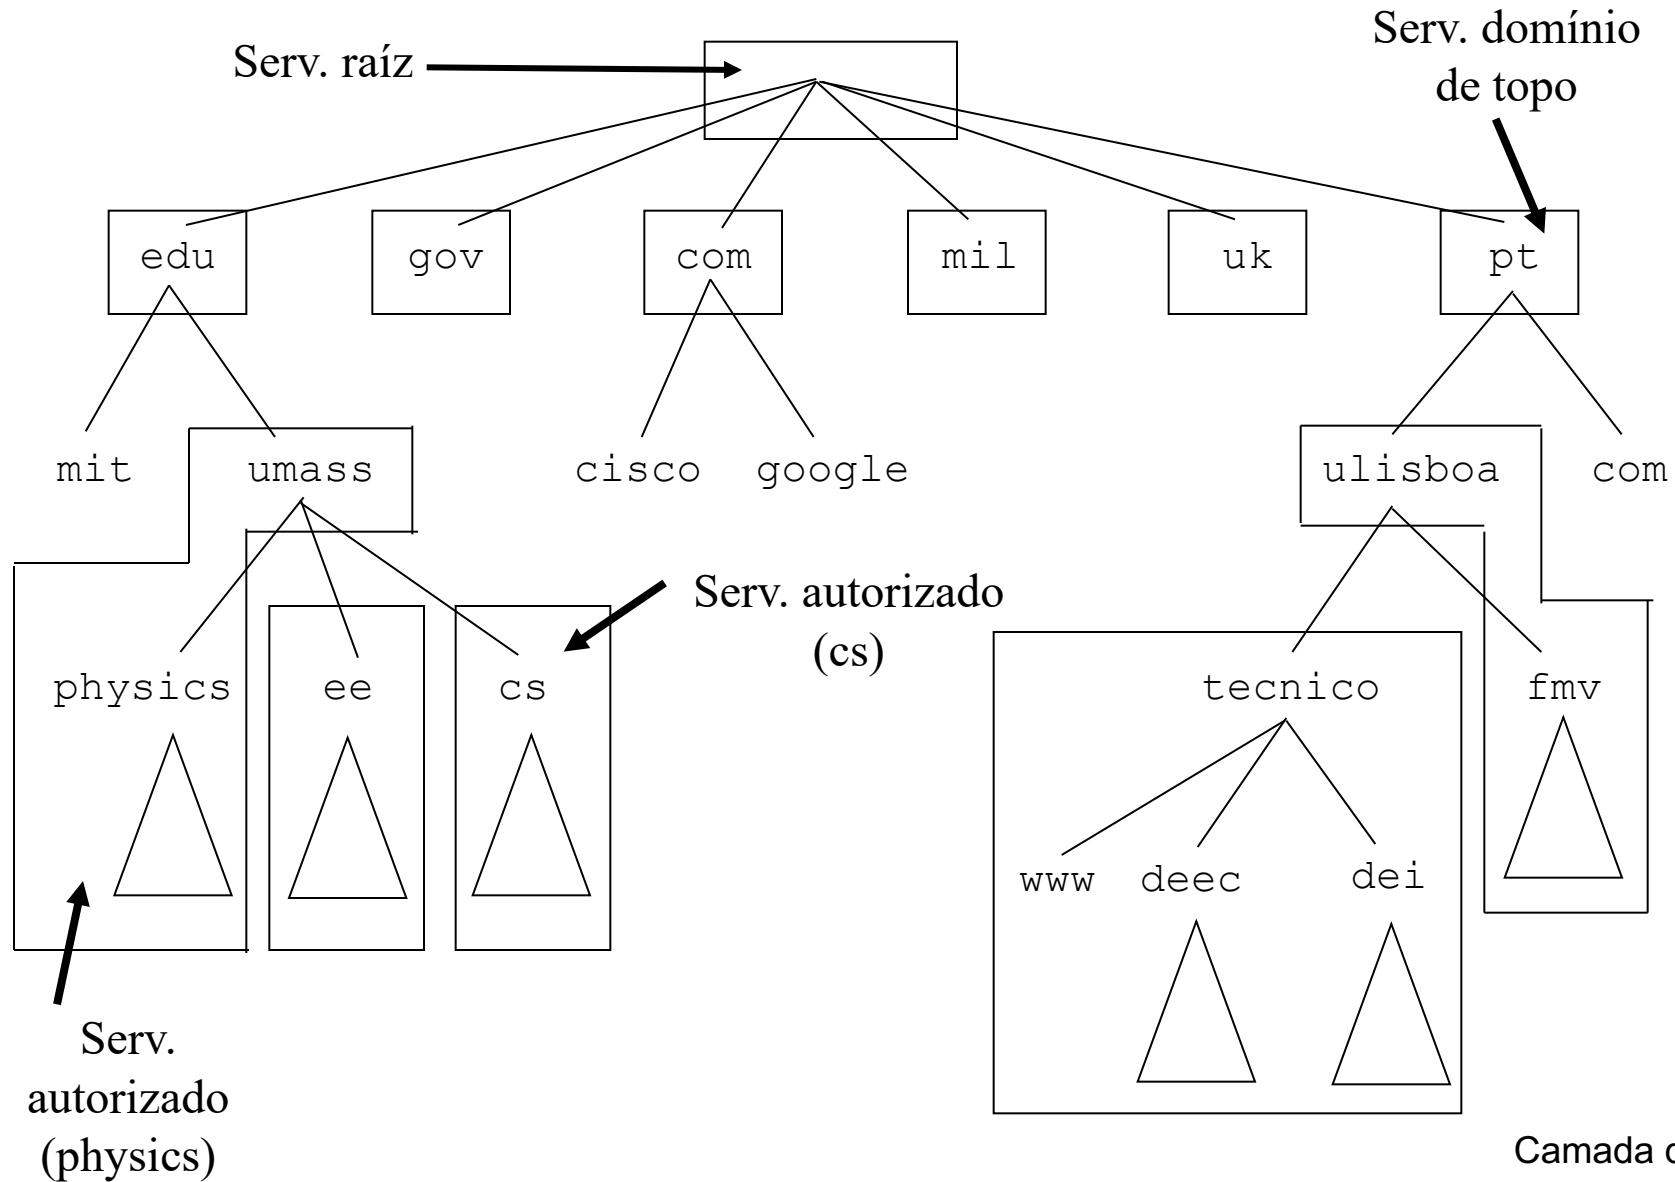 Serv. raíz
Serv. domínio
de topo
edu
gov
com
mil
uk
pt
mit
umass
cisco
google
ulisboa
com
Serv. autorizado
(cs)
physics
ee
cs
tecnico
fmv
www
deec
dei
Serv.
autorizado
(physics)
Camada